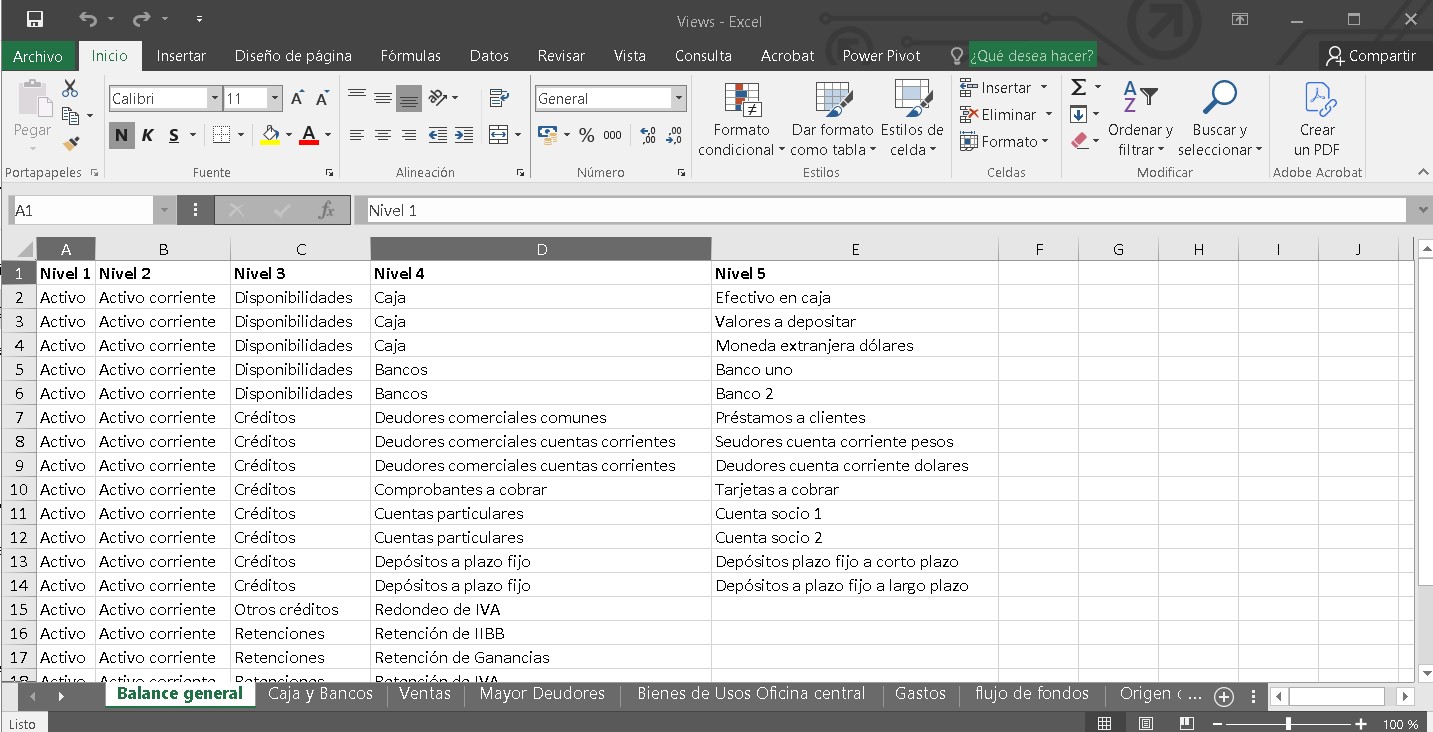 Views - Excel
Archivo Inicio Insertar Diseño de página Fórmulas Datos Revisar Vista Consulta Acrobat Power Pivot ¿Qué desea hacer? Compartir
Pegar
Portapapeles
Calibri 11
N K S A
Fuente
Alineación
General
% 000
Número
Formato condicional
Dar formato como tabla
Estilos de celda
Estilos
Insertar
Eliminar
Formato
Celdas
Ordenar y filtrar
Buscar y seleccionar
Modificar
Crear un PDF
Adobe Acrobat
A1 fx Nivel 1
A B C D E F G H I J
1 Nivel 1 Nivel 2 Nivel 3 Nivel 4 Nivel 5
2 Activo Activo corriente Disponibilidades Caja Efectivo en caja
3 Activo Activo corriente Disponibilidades Caja Valores a depositar
4 Activo Activo corriente Disponibilidades Caja Moneda extranjera dólares
5 Activo Activo corriente Disponibilidades Bancos Banco uno
6 Activo Activo corriente Disponibilidades Bancos Banco 2
7 Activo Activo corriente Créditos Deudores comerciales comunes Préstamos a clientes
8 Activo Activo corriente Créditos Deudores comerciales cuentas corrientes Seudores cuenta corriente pesos
9 Activo Activo corriente Créditos Deudores comerciales cuentas corrientes Deudores cuenta corriente dolares
10 Activo Activo corriente Créditos Comprobantes a cobrar Tarjetas a cobrar
11 Activo Activo corriente Créditos Cuentas particulares Cuenta socio 1
12 Activo Activo corriente Créditos Cuentas particulares Cuenta socio 2
13 Activo Activo corriente Créditos Depósitos a plazo fijo Depósitos plazo fijo a corto plazo
14 Activo Activo corriente Créditos Depósitos a plazo fijo Depósitos a plazo fijo a largo plazo
15 Activo Activo corriente Otros créditos Redondeo de IVA
16 Activo Activo corriente Retenciones Retención de IIBB
17 Activo Activo corriente Retenciones Retención de Ganancias
18 Activo Activo corriente Retenciones Retención de IVA
Balance general Caja y Bancos Ventas Mayor Deudores Bienes de Usos Oficina central Gastos flujo de fondos Origen c ...
Listo 100 %